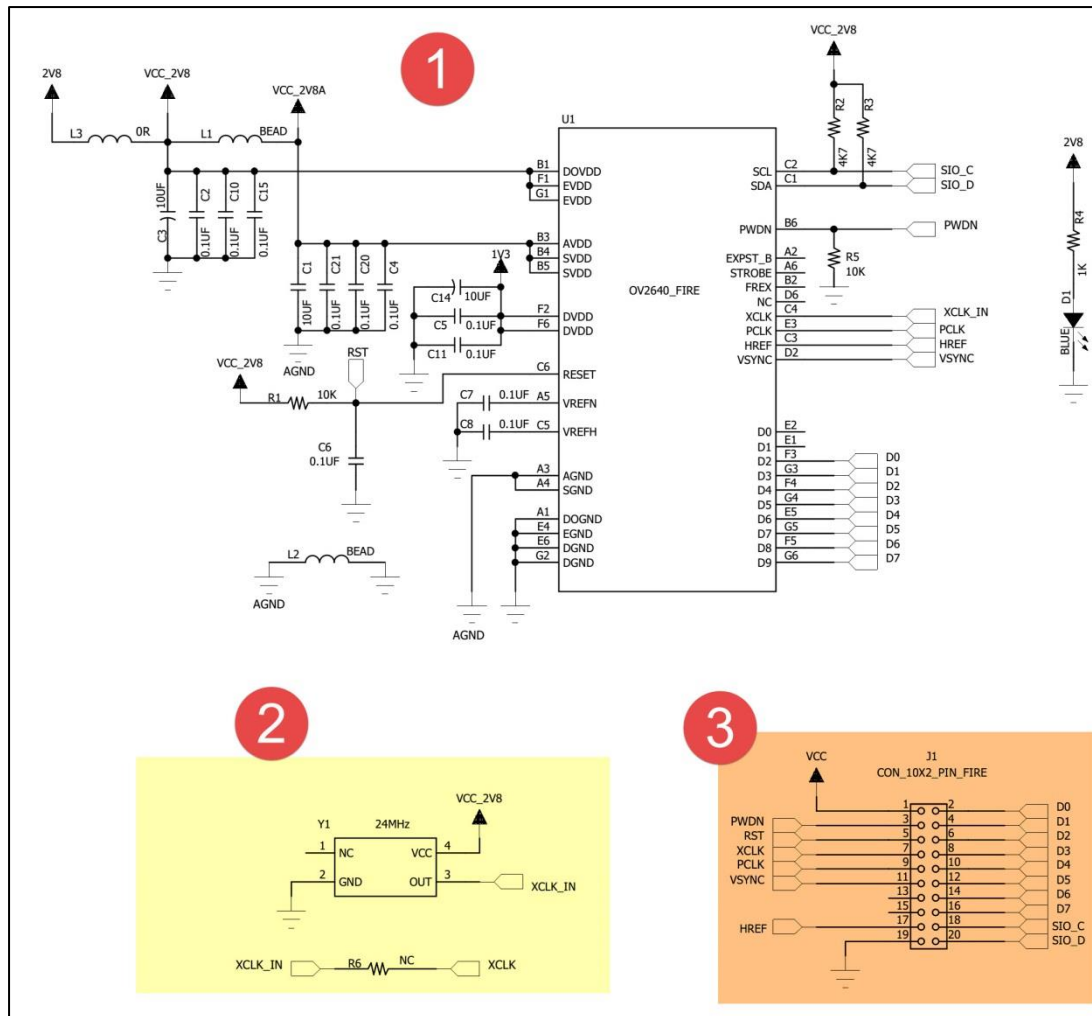 1
2V8
VCC_2V8
VCC_2V8A
L3
0R
L1
BEAD
10UF
C3
C2
0.1UF
C10
0.1UF
C15
0.1UF
C1
10UF
C21
0.1UF
C20
0.1UF
C4
0.1UF
AGND
1V3
C14
10UF
C5
0.1UF
C11
0.1UF
VCC_2V8
RST
R1
10K
C6
0.1UF
C7
0.1UF
C8
0.1UF
L2
BEAD
AGND
AGND
U1
OV2640_FIRE
B1 DOVDD
F1 EVDD
G1 EVDD
B3 AVDD
B4 SVDD
B5 SVDD
F2 DVDD
F6 DVDD
C6 RESET
A5 VREFN
C5 VREFH
A3 AGND
A4 SGND
A1 DOGND
E4 EGND
E6 DGND
G2 DGND
VCC_2V8
R2
4K7
R3
4K7
SCL C2 SIO_C
SDA C1 SIO_D
PWDN B6 PWDN
R5
10K
EXPST_B A2
STROBE A6
FREX B2
NC D6
XCLK C4 XCLK_IN
PCLK E3 PCLK
HREF C3 HREF
VSYNC D2 VSYNC
D0 E2
D1 E1
D2 F3 D0
D3 G3 D1
D4 F4 D2
D5 G4 D3
D6 E5 D4
D7 G5 D5
D8 F5 D6
D9 G6 D7
2V8
R4
1K
D1
BLUE
2
VCC_2V8
Y1 24MHz
1 NC VCC 4
2 GND OUT 3
XCLK_IN
XCLK_IN R6 NC XCLK
3
VCC
J1
CON_10X2_PIN_FIRE
1 2 D0
PWDN 3 4 D1
RST 5 6 D2
XCLK 7 8 D3
PCLK 9 10 D4
VSYNC 11 12 D5
13 14 D6
15 16 D7
HREF 17 18 SIO_C
19 20 SIO_D